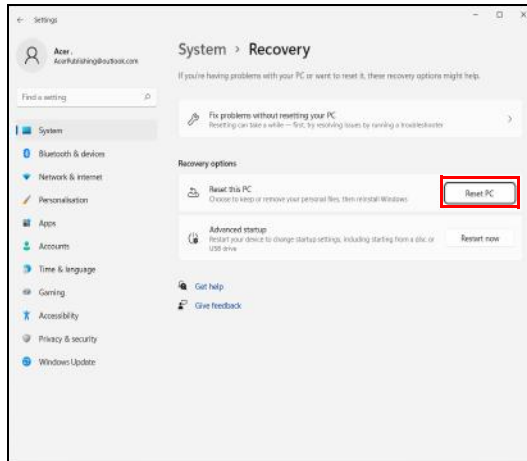 Settings
Acer .
AcerPublishing@outlook.com
Find a setting
System
Bluetooth & devices
Network & internet
Personalisation
Apps
Accounts
Time & language
Gaming
Accessibility
Privacy & security
Windows Update
System > Recovery
If you're having problems with your PC or want to reset it, these recovery options might help.
Fix problems without resetting your PC
Resetting can take a while — first, try resolving issues by running a troubleshooter
Recovery options
Reset this PC
Choose to keep or remove your personal files, then reinstall Windows
Reset PC
Advanced startup
Restart your device to change startup settings, including starting from a disc or
USB drive
Restart now
Get help
Give feedback